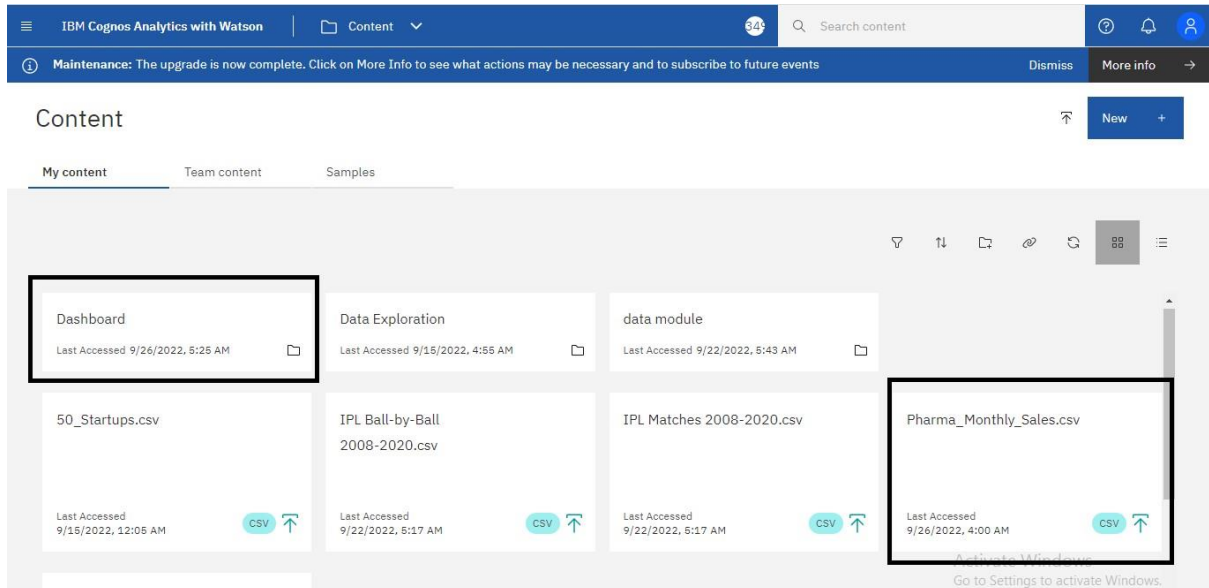 IBM Cognos Analytics with Watson
Content
Search content
Maintenance: The upgrade is now complete. Click on More Info to see what actions may be necessary and to subscribe to future events
Dismiss
More info
Content
New +
My content
Team content
Samples
Dashboard
Last Accessed 9/26/2022, 5:25 AM
Data Exploration
Last Accessed 9/15/2022, 4:55 AM
data module
Last Accessed 9/22/2022, 5:43 AM
50_Startups.csv
Last Accessed
9/15/2022, 12:05 AM
CSV
IPL Ball-by-Ball
2008-2020.csv
Last Accessed
9/22/2022, 5:17 AM
CSV
IPL Matches 2008-2020.csv
Last Accessed
9/22/2022, 5:17 AM
CSV
Pharma_Monthly_Sales.csv
Last Accessed
9/26/2022, 4:00 AM
CSV
Activate Windows
Go to Settings to activate Windows.